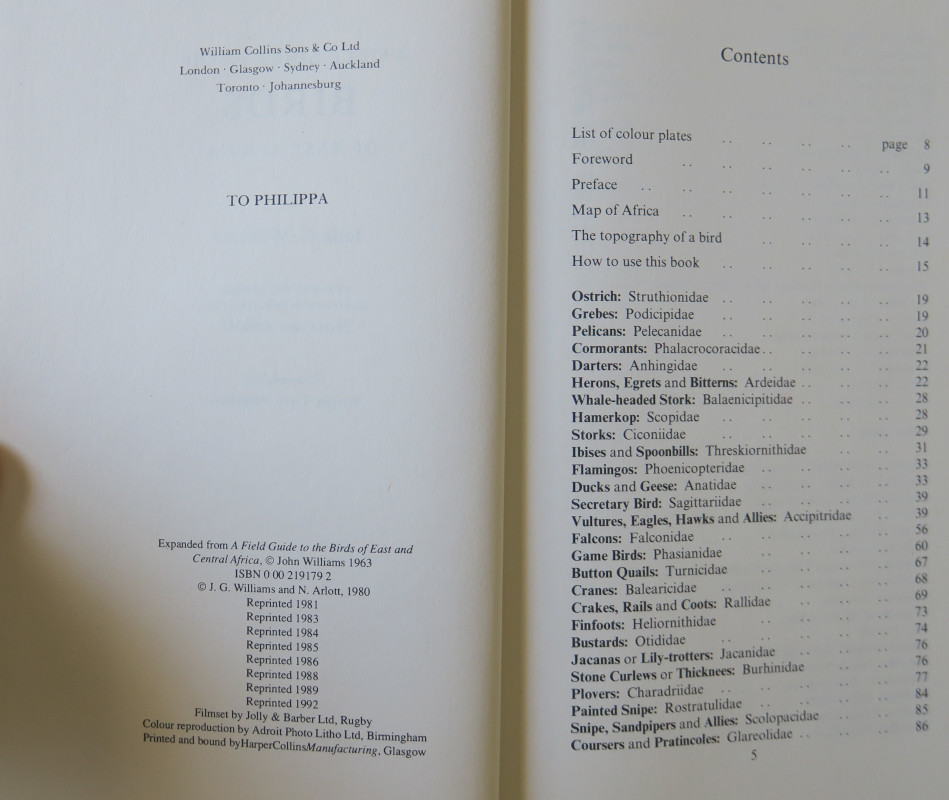 William Collins Sons & Co Ltd
London · Glasgow · Sydney · Auckland
Toronto · Johannesburg
TO PHILIPPA
Expanded from A Field Guide to the Birds of East and
Central Africa, © John Williams 1963
ISBN 0 00 219179 2
© J. G. Williams and N. Arlott, 1980
Reprinted 1981
Reprinted 1983
Reprinted 1984
Reprinted 1985
Reprinted 1986
Reprinted 1988
Reprinted 1989
Reprinted 1992
Filmset by Jolly & Barber Ltd, Rugby
Colour reproduction by Adroit Photo Litho Ltd, Birmingham
Printed and bound byHarperCollinsManufacturing, Glasgow
Contents
List of colour plates .. .. .. .. page 8
Foreword .. .. .. .. .. .. 9
Preface .. .. .. .. .. .. .. 11
Map of Africa .. .. .. .. .. .. 13
The topography of a bird .. .. .. .. 14
How to use this book .. .. .. .. .. 15
Ostrich: Struthionidae .. .. .. .. .. 19
Grebes: Podicipidae .. .. .. .. .. 19
Pelicans: Pelecanidae .. .. .. .. .. 20
Cormorants: Phalacrocoracidae .. .. .. .. 21
Darters: Anhingidae .. .. .. .. .. 22
Herons, Egrets and Bitterns: Ardeidae .. .. .. 22
Whale-headed Stork: Balaenicipitidae .. .. .. 28
Hamerkop: Scopidae .. .. .. .. .. 28
Storks: Ciconiidae .. .. .. .. .. 29
Ibises and Spoonbills: Threskiornithidae .. .. 31
Flamingos: Phoenicopteridae .. .. .. .. 33
Ducks and Geese: Anatidae .. .. .. .. 33
Secretary Bird: Sagittariidae .. .. .. .. 39
Vultures, Eagles, Hawks and Allies: Accipitridae .. 39
Falcons: Falconidae .. .. .. .. .. 56
Game Birds: Phasianidae .. .. .. .. 60
Button Quails: Turnicidae .. .. .. .. 67
Cranes: Balearicidae .. .. .. .. .. 68
Crakes, Rails and Coots: Rallidae .. .. .. 69
Finfoots: Heliornithidae .. .. .. .. 73
Bustards: Otididae .. .. .. .. .. 74
Jacanas or Lily-trotters: Jacanidae .. .. .. 76
Stone Curlews or Thicknees: Burhinidae .. .. 76
Plovers: Charadriidae .. .. .. .. .. 77
Painted Snipe: Rostratulidae .. .. .. .. 84
Snipe, Sandpipers and Allies: Scolopacidae .. .. 85
Coursers and Pratincoles: Glareolidae .. .. .. 86
5